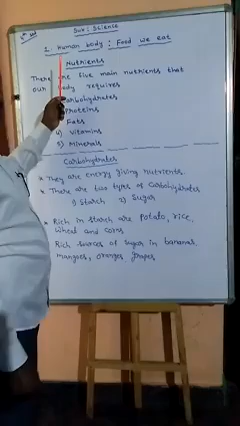 Sub: Science
1. Human body: Food we eat
Nutrients
There are five main nutrients that
our body requires
Carbohydrates
Proteins
Fats
4) Vitamins
5) Minerals
Carbohydrates
* They are energy giving nutrients.
* There are two types of Carbohydrates
1) Starch 2) Sugar
* Rich in starch are Potato, rice,
Wheat and corns
Rich sources of sugar in bananas
Mangoes, oranges grapes